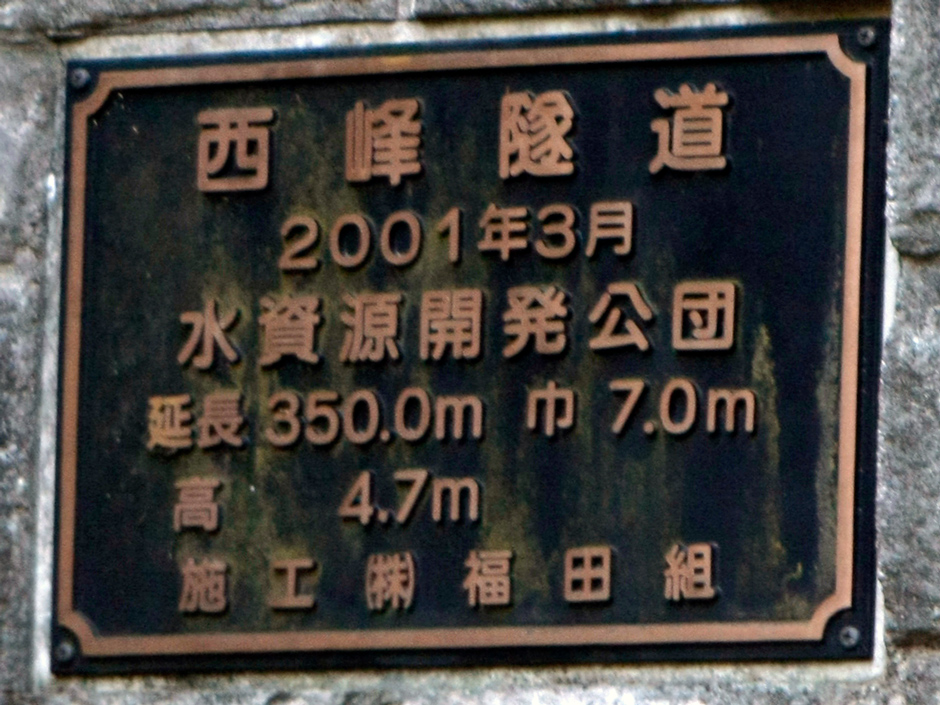 西峰隧道
2001年3月
水資源開発公団
延長 350.0m 巾 7.0m
高 4.7m
施工 ㈱ 福田組